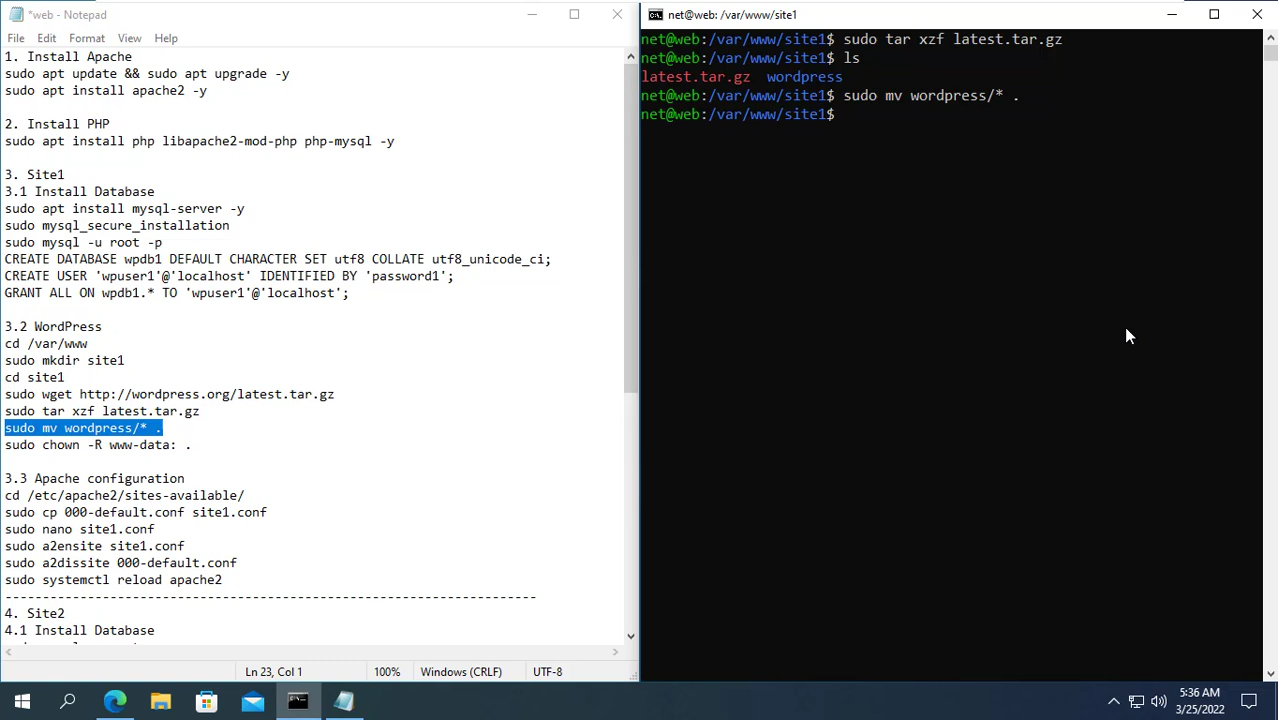 *web - Notepad
File Edit Format View Help
1. Install Apache
sudo apt update && sudo apt upgrade -y
sudo apt install apache2 -y
2. Install PHP
sudo apt install php libapache2-mod-php php-mysql -y
3. Site1
3.1 Install Database
sudo apt install mysql-server -y
sudo mysql_secure_installation
sudo mysql -u root -p
CREATE DATABASE wpdb1 DEFAULT CHARACTER SET utf8 COLLATE utf8_unicode_ci;
CREATE USER 'wpuser1'@'localhost' IDENTIFIED BY 'password1';
GRANT ALL ON wpdb1.* TO 'wpuser1'@'localhost';
3.2 WordPress
cd /var/www
sudo mkdir site1
cd site1
sudo wget http://wordpress.org/latest.tar.gz
sudo tar xzf latest.tar.gz
sudo mv wordpress/* .
sudo chown -R www-data: .
3.3 Apache configuration
cd /etc/apache2/sites-available/
sudo cp 000-default.conf site1.conf
sudo nano site1.conf
sudo a2ensite site1.conf
sudo a2dissite 000-default.conf
sudo systemctl reload apache2
-----------------------------------------------------------------------
4. Site2
4.1 Install Database
Ln 23, Col 1 100% Windows (CRLF) UTF-8
net@web: /var/www/site1
net@web:/var/www/site1$ sudo tar xzf latest.tar.gz
net@web:/var/www/site1$ ls
latest.tar.gz wordpress
net@web:/var/www/site1$ sudo mv wordpress/* .
net@web:/var/www/site1$
5:36 AM
3/25/2022